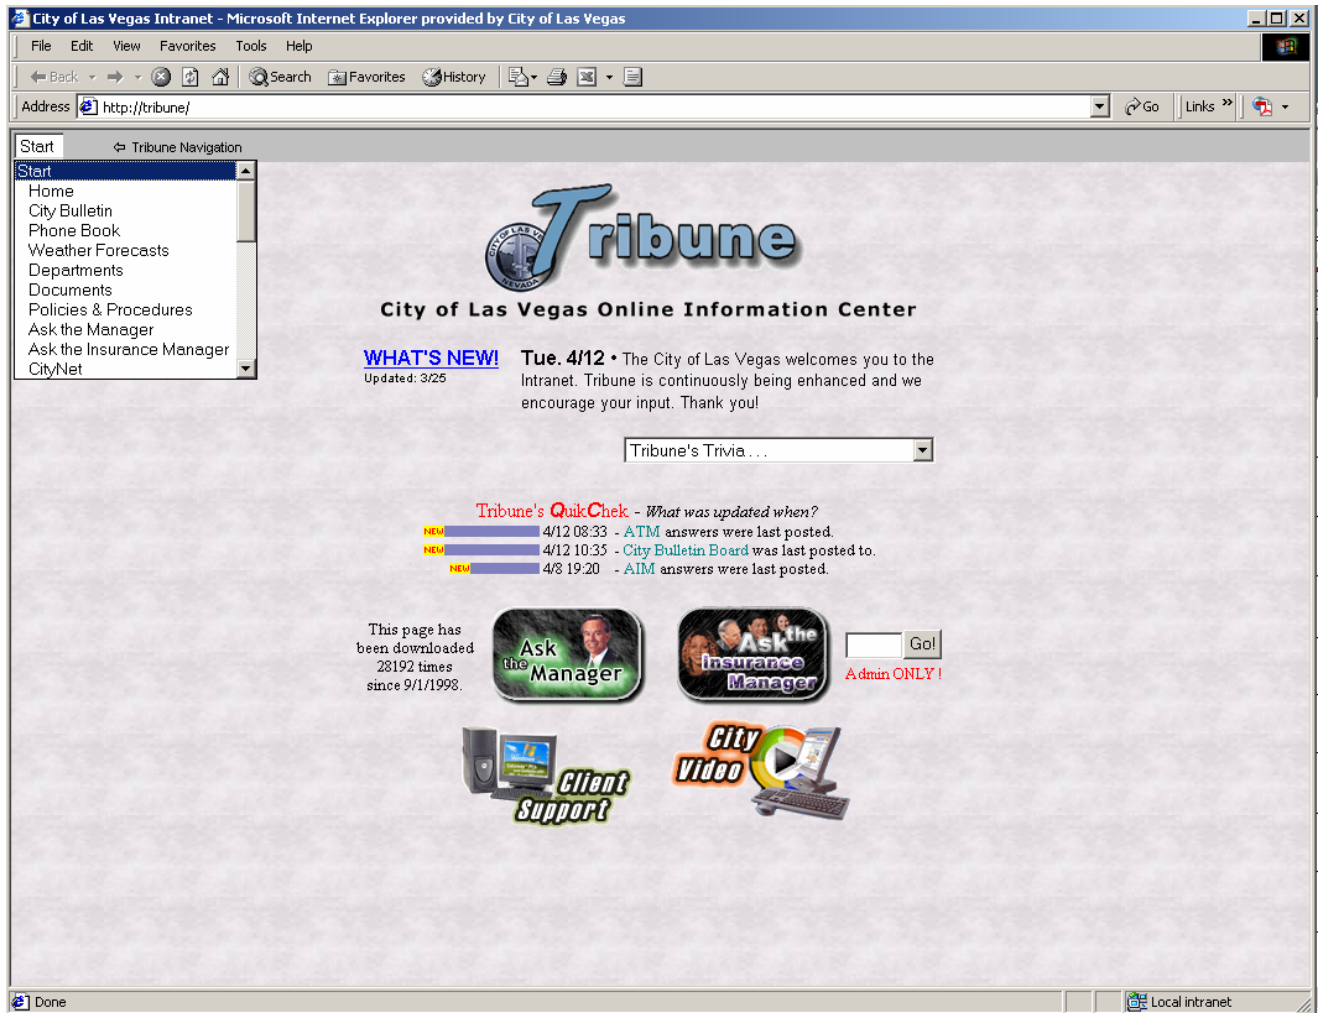 City of Las Vegas Intranet - Microsoft Internet Explorer provided by City of Las Vegas
File Edit View Favorites Tools Help
Back Search Favorites History
Address http://tribune/ Go Links »
Start Tribune Navigation
Start
Home
City Bulletin
Phone Book
Weather Forecasts
Departments
Documents
Policies & Procedures
Ask the Manager
Ask the Insurance Manager
CityNet
Tribune
NEVADA
City of Las Vegas Online Information Center
WHAT'S NEW!
Updated: 3/25
Tue. 4/12 • The City of Las Vegas welcomes you to the
Intranet. Tribune is continuously being enhanced and we
encourage your input. Thank you!
Tribune's Trivia . . .
Tribune's QuikChek - What was updated when?
NEW 4/12 08:33 - ATM answers were last posted.
NEW 4/12 10:35 - City Bulletin Board was last posted to.
NEW 4/8 19:20 - AIM answers were last posted.
This page has
been downloaded
28192 times
since 9/1/1998.
Ask
the Manager
Ask the
insurance
Manager
Go!
Admin ONLY !
Client
Support
City
Video
Done Local intranet